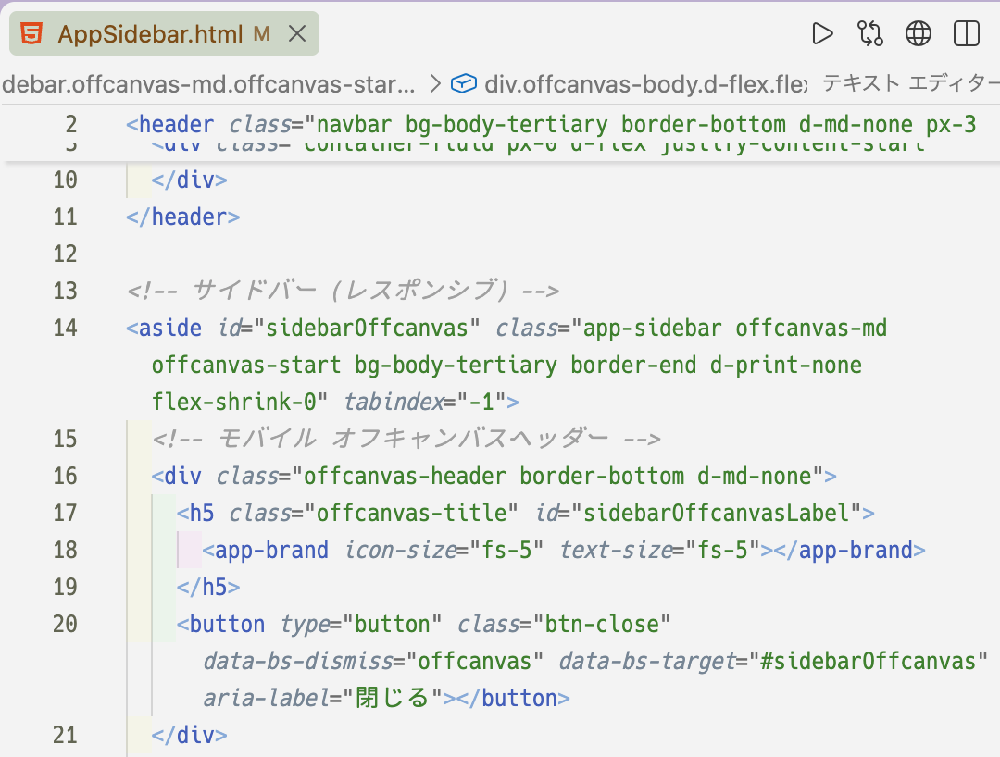 AppSidebar.html M
debar.offcanvas-md.offcanvas-star... > div.offcanvas-body.d-flex.flex テキスト エディター
2 <header class="navbar bg-body-tertiary border-bottom d-md-none px-3
3 <div class="container-fluid px-0 d-flex justify-content-start
10 </div>
11 </header>
12
13 <!-- サイドバー (レスポンシブ) -->
14 <aside id="sidebarOffcanvas" class="app-sidebar offcanvas-md
offcanvas-start bg-body-tertiary border-end d-print-none
flex-shrink-0" tabindex="-1">
15 <!-- モバイル オフキャンバスヘッダー -->
16 <div class="offcanvas-header border-bottom d-md-none">
17 <h5 class="offcanvas-title" id="sidebarOffcanvasLabel">
18 <app-brand icon-size="fs-5" text-size="fs-5"></app-brand>
19 </h5>
20 <button type="button" class="btn-close"
data-bs-dismiss="offcanvas" data-bs-target="#sidebarOffcanvas"
aria-label="閉じる"></button>
21 </div>